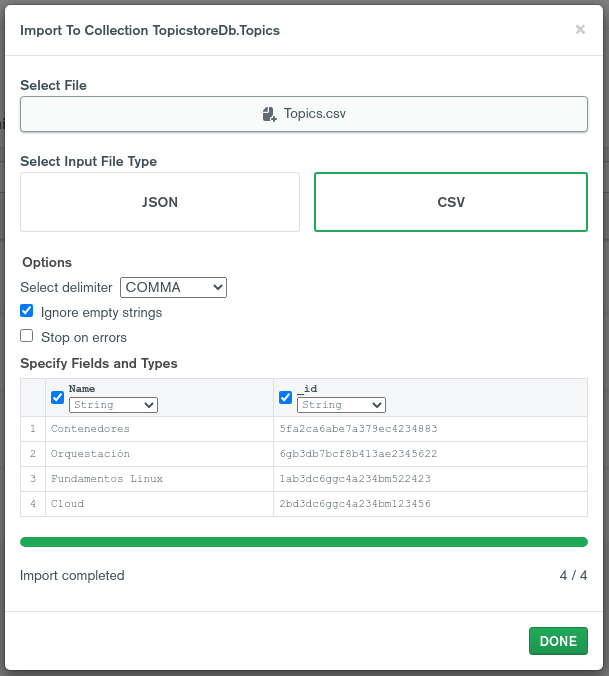 Import To Collection TopicstoreDb.Topics
×
Select File
Topics.csv
Select Input File Type
JSON CSV
Options
Select delimiter COMMA
Ignore empty strings
Stop on errors
Specify Fields and Types
Name _id
String String
1 Contenedores 5fa2ca6abe7a379ec4234883
2 Orquestación 6gb3db7bcf8b413ae2345622
3 Fundamentos Linux 1ab3dc6ggc4a234bm522423
4 Cloud 2bd3dc6ggc4a234bm123456
Import completed 4 / 4
DONE